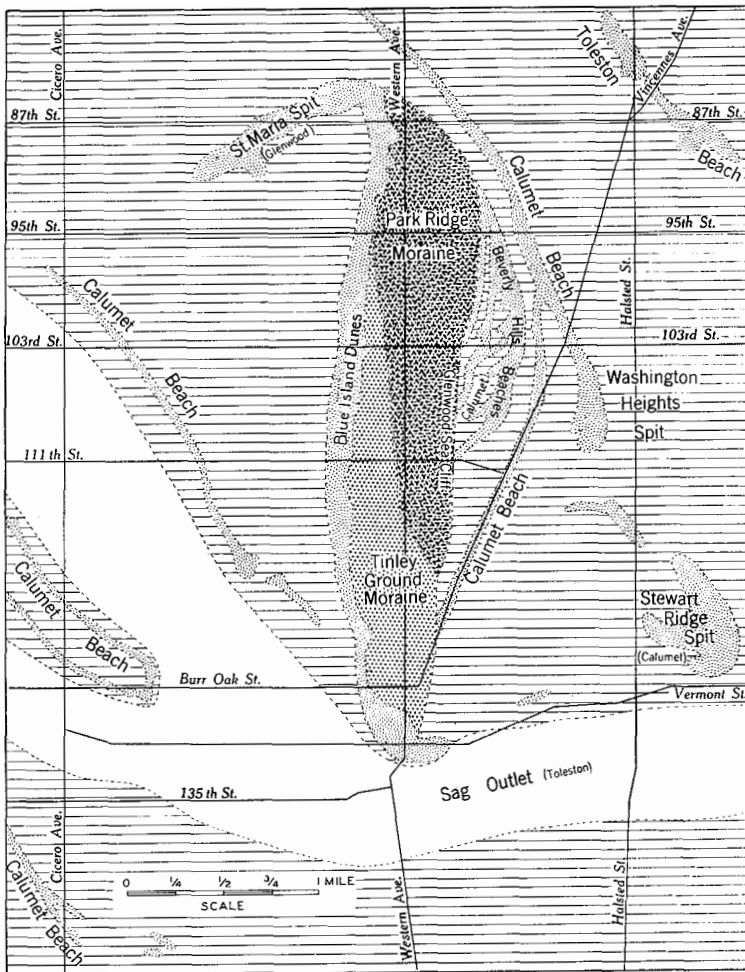 Cicero Ave.
Western Ave.
Toleston
Vincennes Ave.
87th St.
St. Maria Spit
(Glenwood)
87th St.
Beach
Calumet
95th St.
Park Ridge
Moraine
95th St.
Beverly
Beach
Halsted St.
Calumet
Beach
Blue Island Dunes
Hills
103rd St.
103rd St.
Calumet
Beaches
Glenwood Sea Cliff
Washington
Heights
Spit
111th St.
Calumet Beach
Tinley
Ground
Moraine
Calumet
Beach
Stewart
Ridge
Spit
(Calumet)
Burr Oak St.
Vermont St.
Sag Outlet (Toleston)
135th St.
Cicero Ave.
Calumet Beach
0 1/4 1/2 3/4 1 MILE
SCALE
Western Ave.
Halsted St.